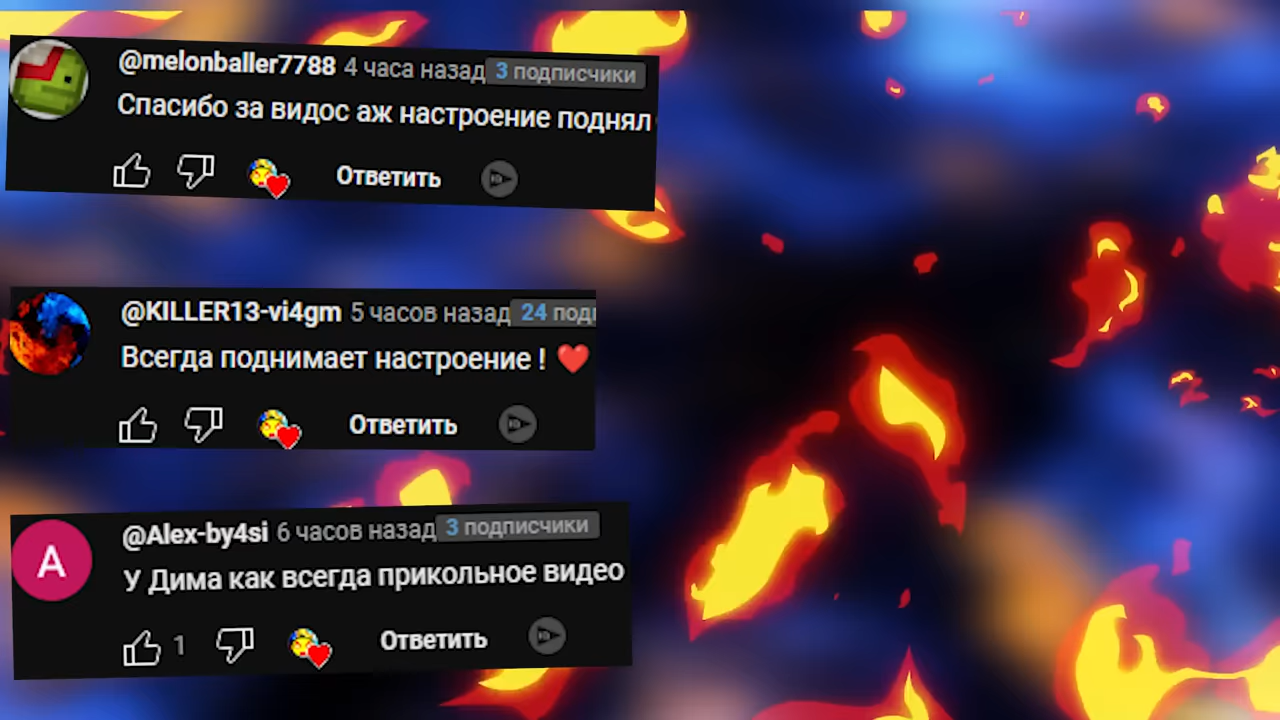 @melonballer7788 4 часа назад 3 подписчики
Спасибо за видос аж настроение поднял
Ответить
@KILLER13-vi4gm 5 часов назад 24
Всегда поднимает настроение ! ❤️
Ответить
@Alex-by4si 6 часов назад 3 подписчики
A
У Дима как всегда прикольное видео
1 Ответить